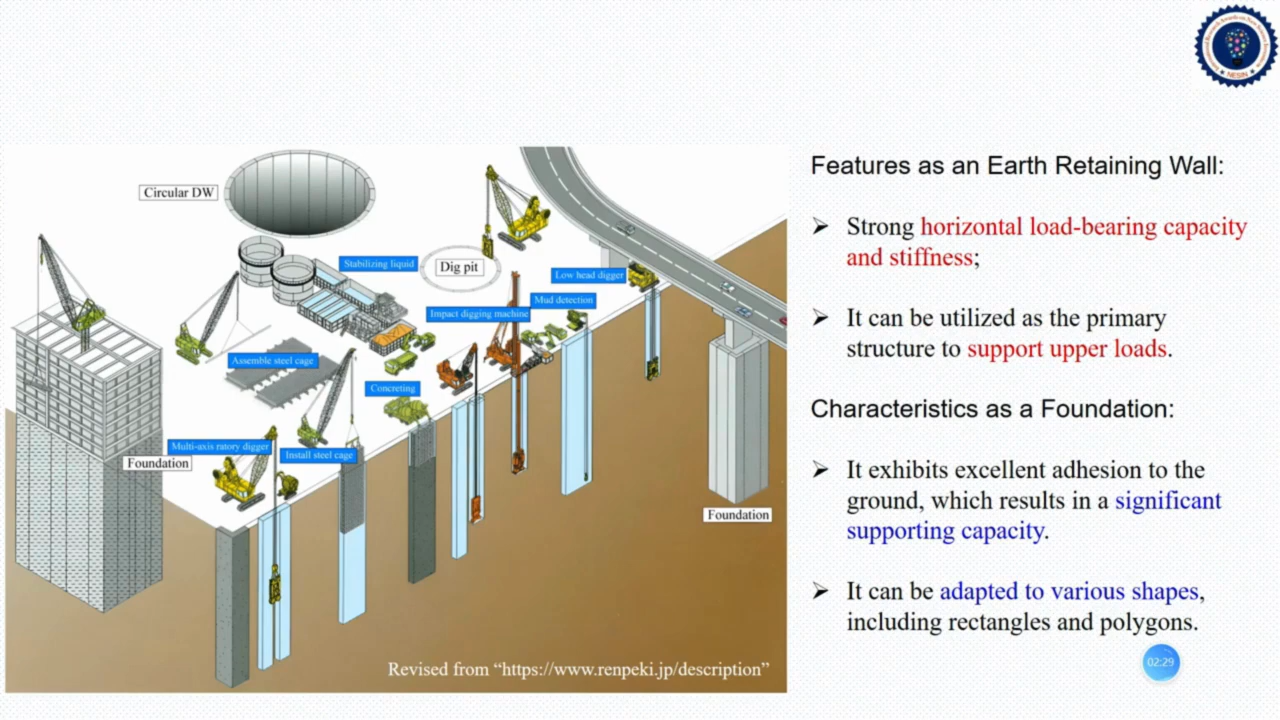 NESIN
Circular DW
Stabilizing liquid
Dig pit
Low head digger
Mud detection
Impact digging machine
Assemble steel cage
Concreting
Multi-axis ratory digger
Install steel cage
Foundation
Foundation
Revised from “https://www.renpeki.jp/description”
Features as an Earth Retaining Wall:
➢ Strong horizontal load-bearing capacity
and stiffness;
➢ It can be utilized as the primary
structure to support upper loads.
Characteristics as a Foundation:
➢ It exhibits excellent adhesion to the
ground, which results in a significant
supporting capacity.
➢ It can be adapted to various shapes,
including rectangles and polygons.
02:29